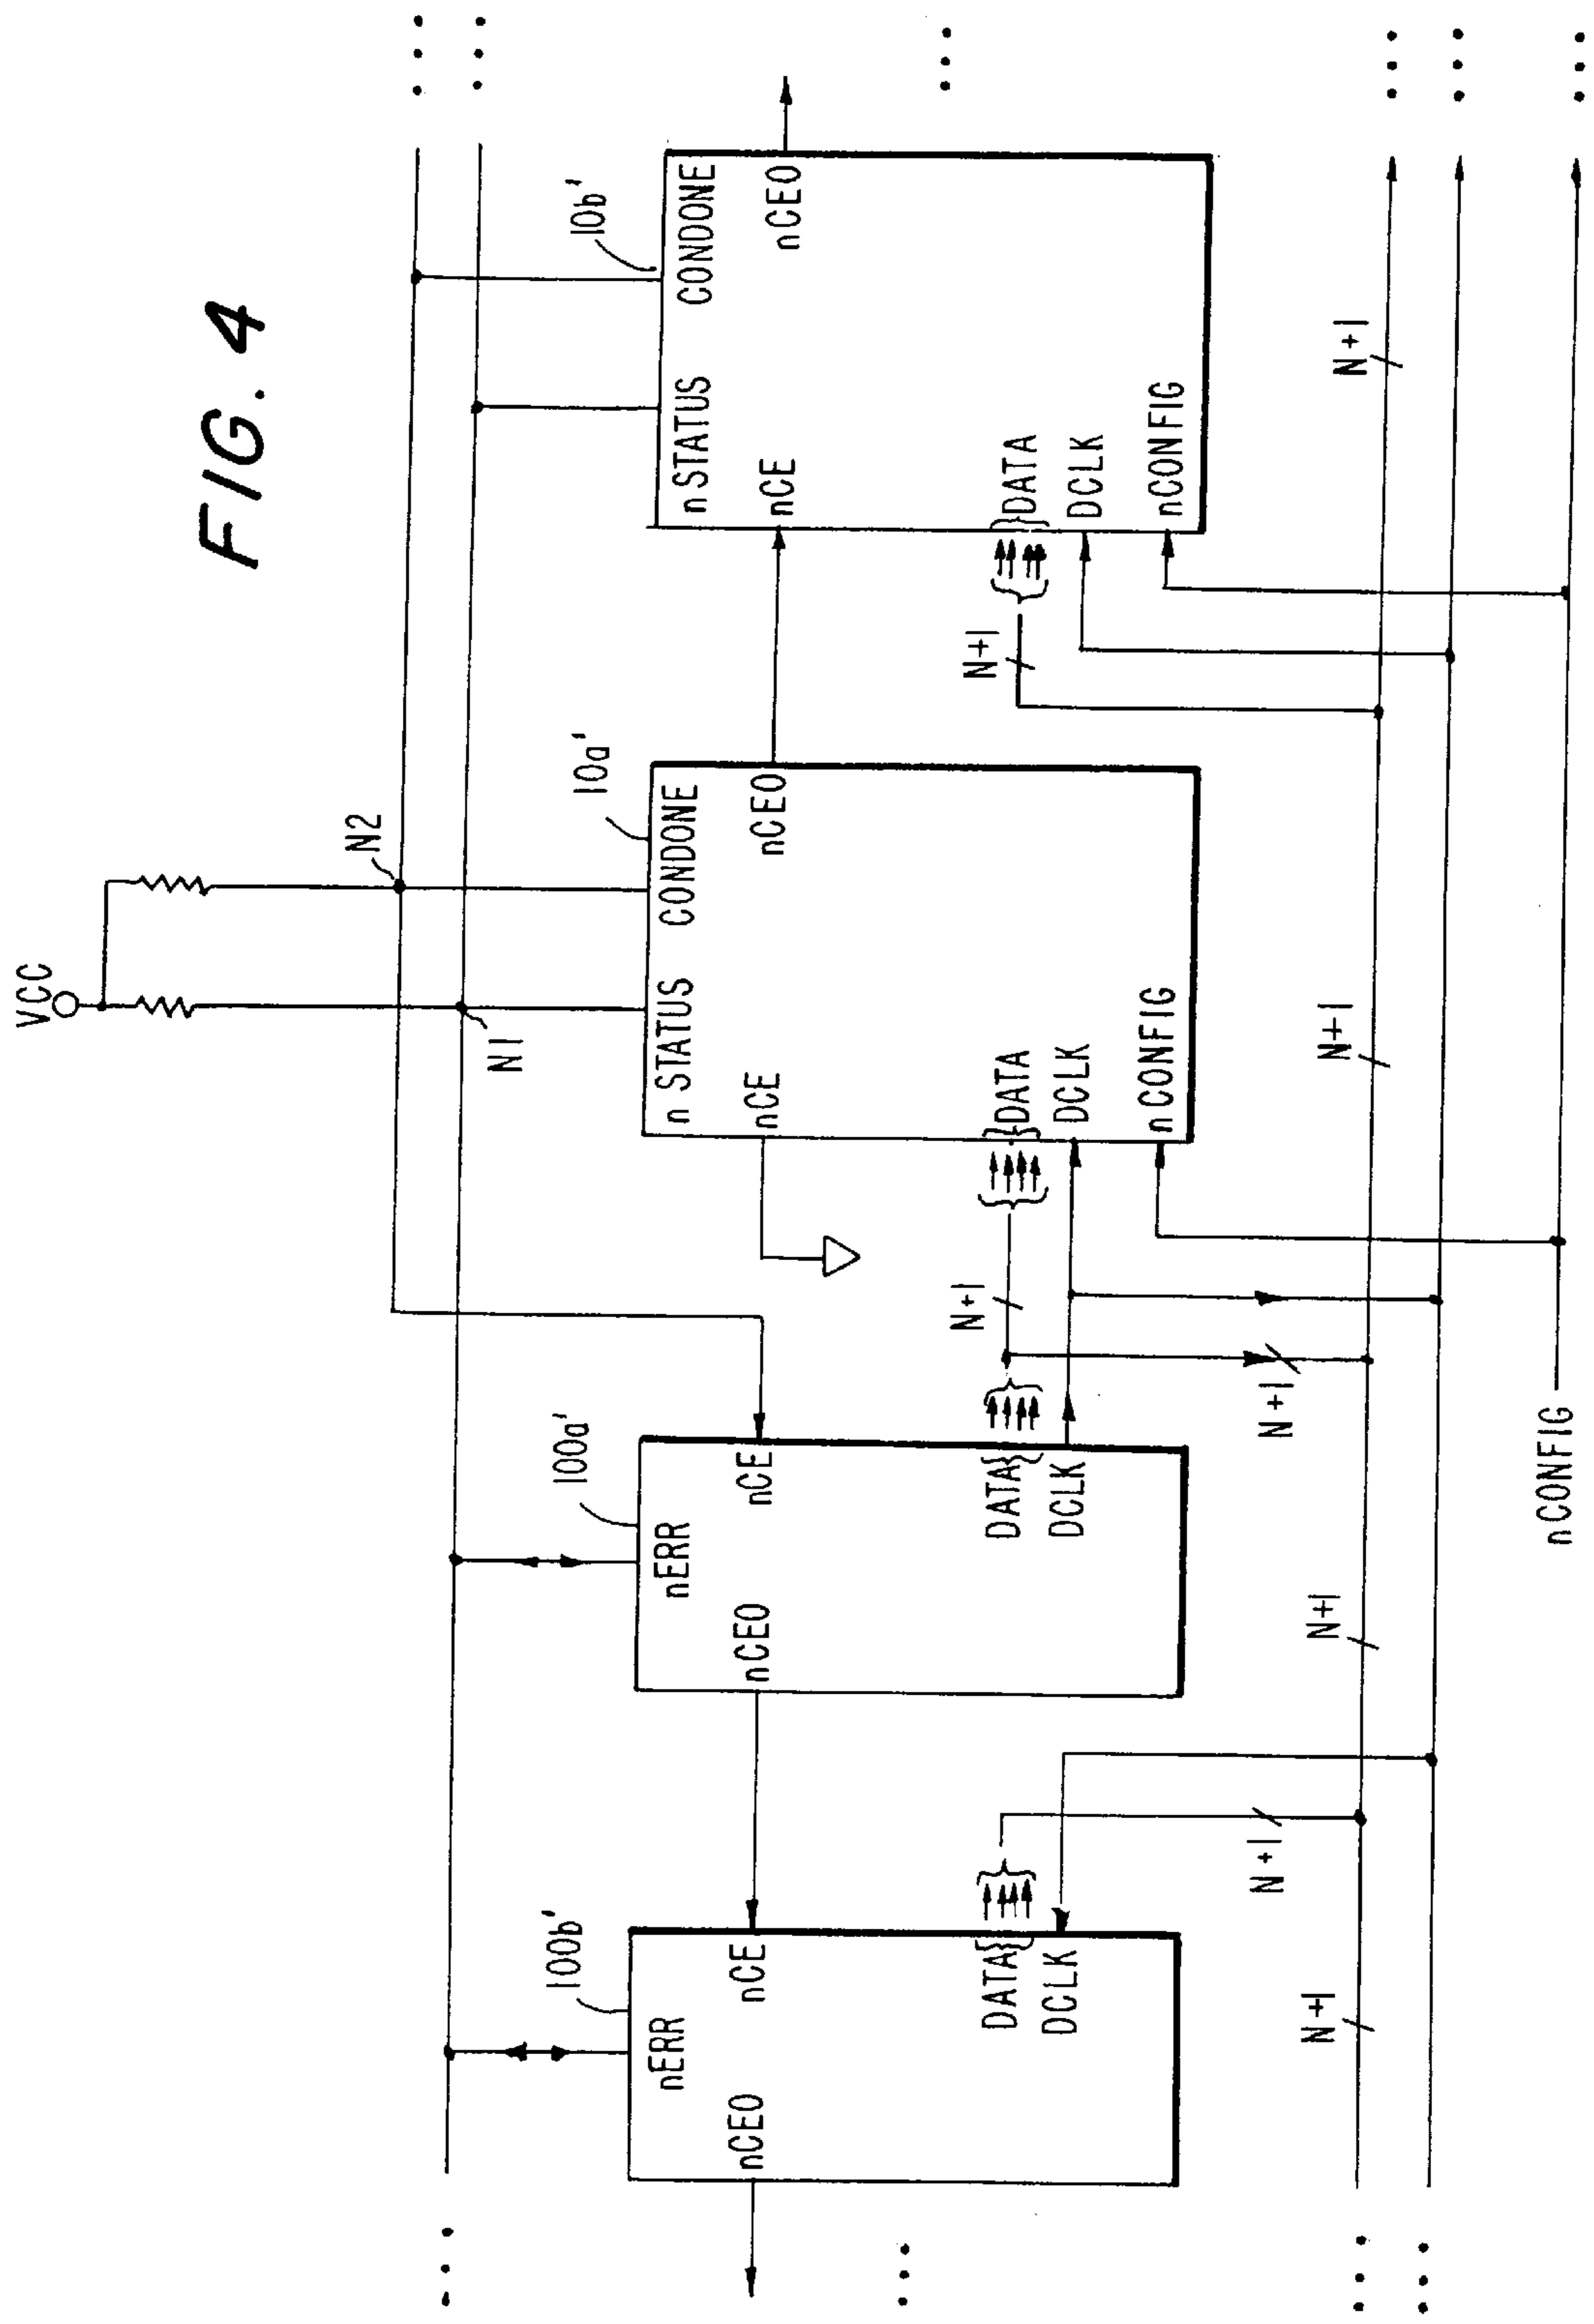 FIG. 4
VCC
N2
N1
100b'
100a'
10a'
10b'
nERR
nCEO
nCE
DATA
DCLK
N+1
nERR
nCEO
nCE
DATA
DCLK
N+1
N+1
nSTATUS
CONDONE
nCE
nCEO
DATA
DCLK
nCONFIG
N+1
nSTATUS
CONDONE
nCE
nCEO
DATA
DCLK
nCONFIG
N+1
N+1
N+1
N+1
nCONFIG